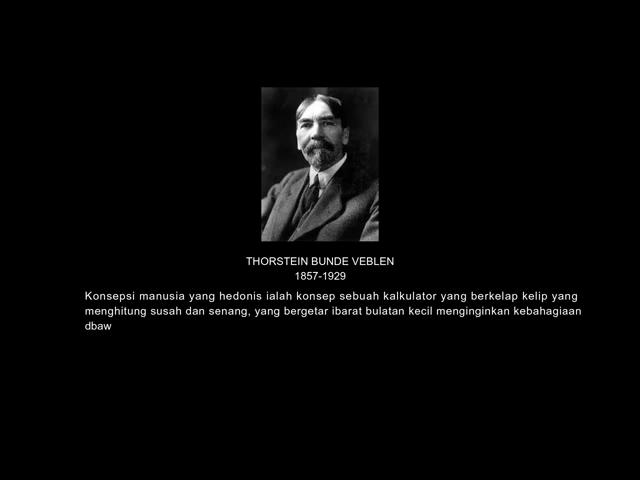 THORSTEIN BUNDE VEBLEN
1857-1929
Konsepsi manusia yang hedonis ialah konsep sebuah kalkulator yang berkelap kelip yang
menghitung susah dan senang, yang bergetar ibarat bulatan kecil menginginkan kebahagiaan
dbaw